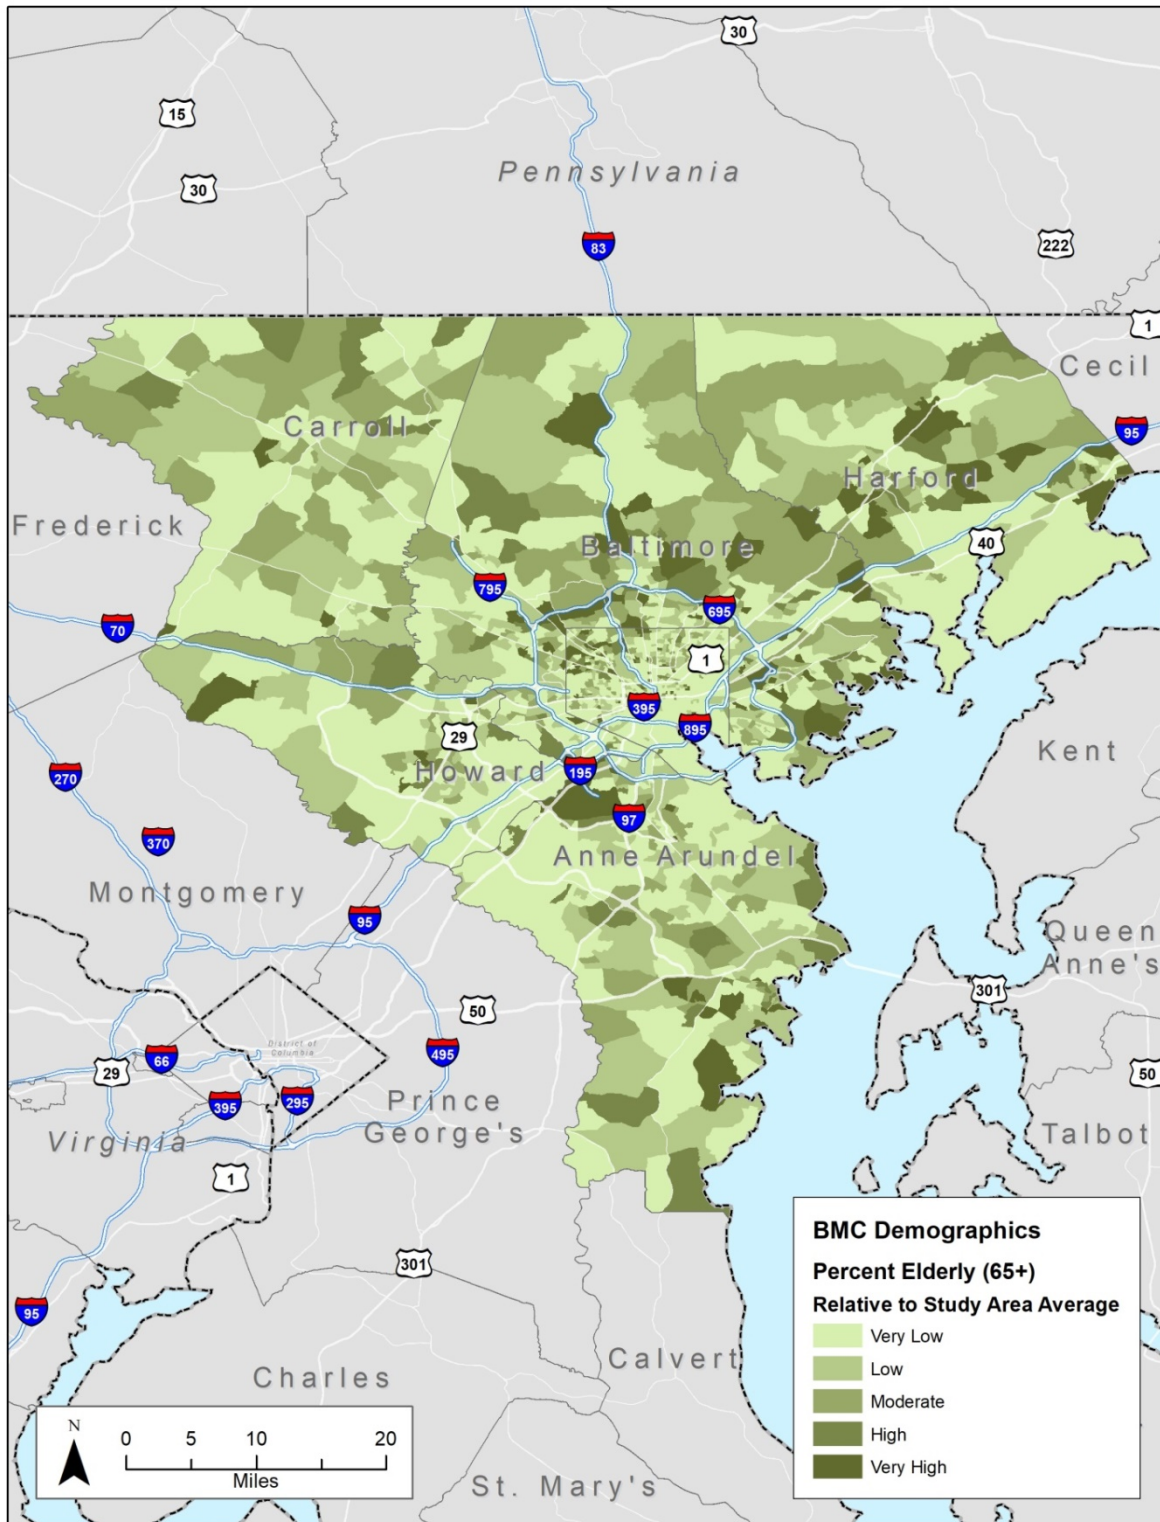 30
15
Pennsylvania
30
83
222
1
Cecil
Carroll
95
Harford
Frederick
40
Baltimore
795
695
70
1
395
29
895
Kent
Howard
195
270
97
370
Anne Arundel
Montgomery
95
Queen
Anne's
301
50
District of
Columbia
495
66
29
50
395
295
Prince
George's
Virginia
Talbot
1
301
95
Calvert
Charles
St. Mary's
N
0 5 10 20
Miles
BMC Demographics
Percent Elderly (65+)
Relative to Study Area Average
Very Low
Low
Moderate
High
Very High